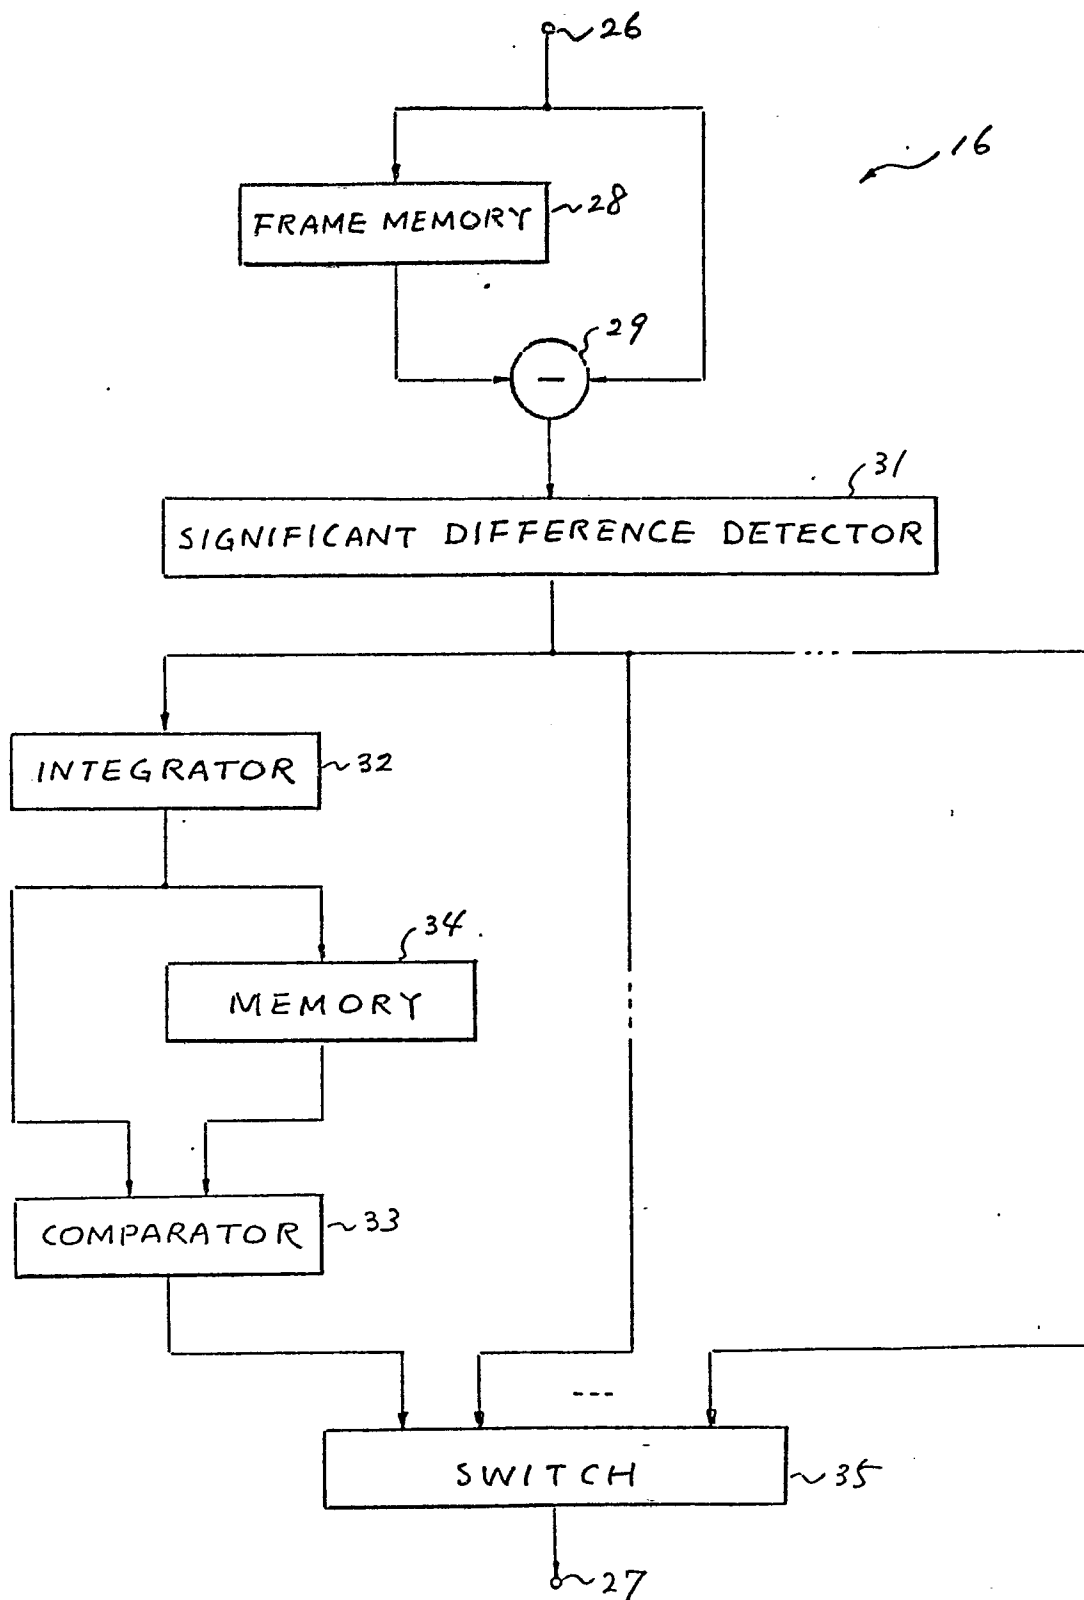 26
16
FRAME MEMORY
28
29
-
31
SIGNIFICANT DIFFERENCE DETECTOR
INTEGRATOR
32
34
MEMORY
COMPARATOR
33
SWITCH
35
27